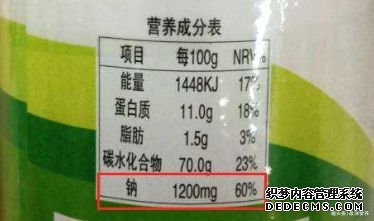 营养成分表
项目 每100g NRV%
能量 1448KJ 17%
蛋白质 11.0g 18%
脂肪 1.5g 3%
碳水化合物 70.0g 23%
钠 1200mg 60%
织梦内容管理系统
DEDECMS.COM